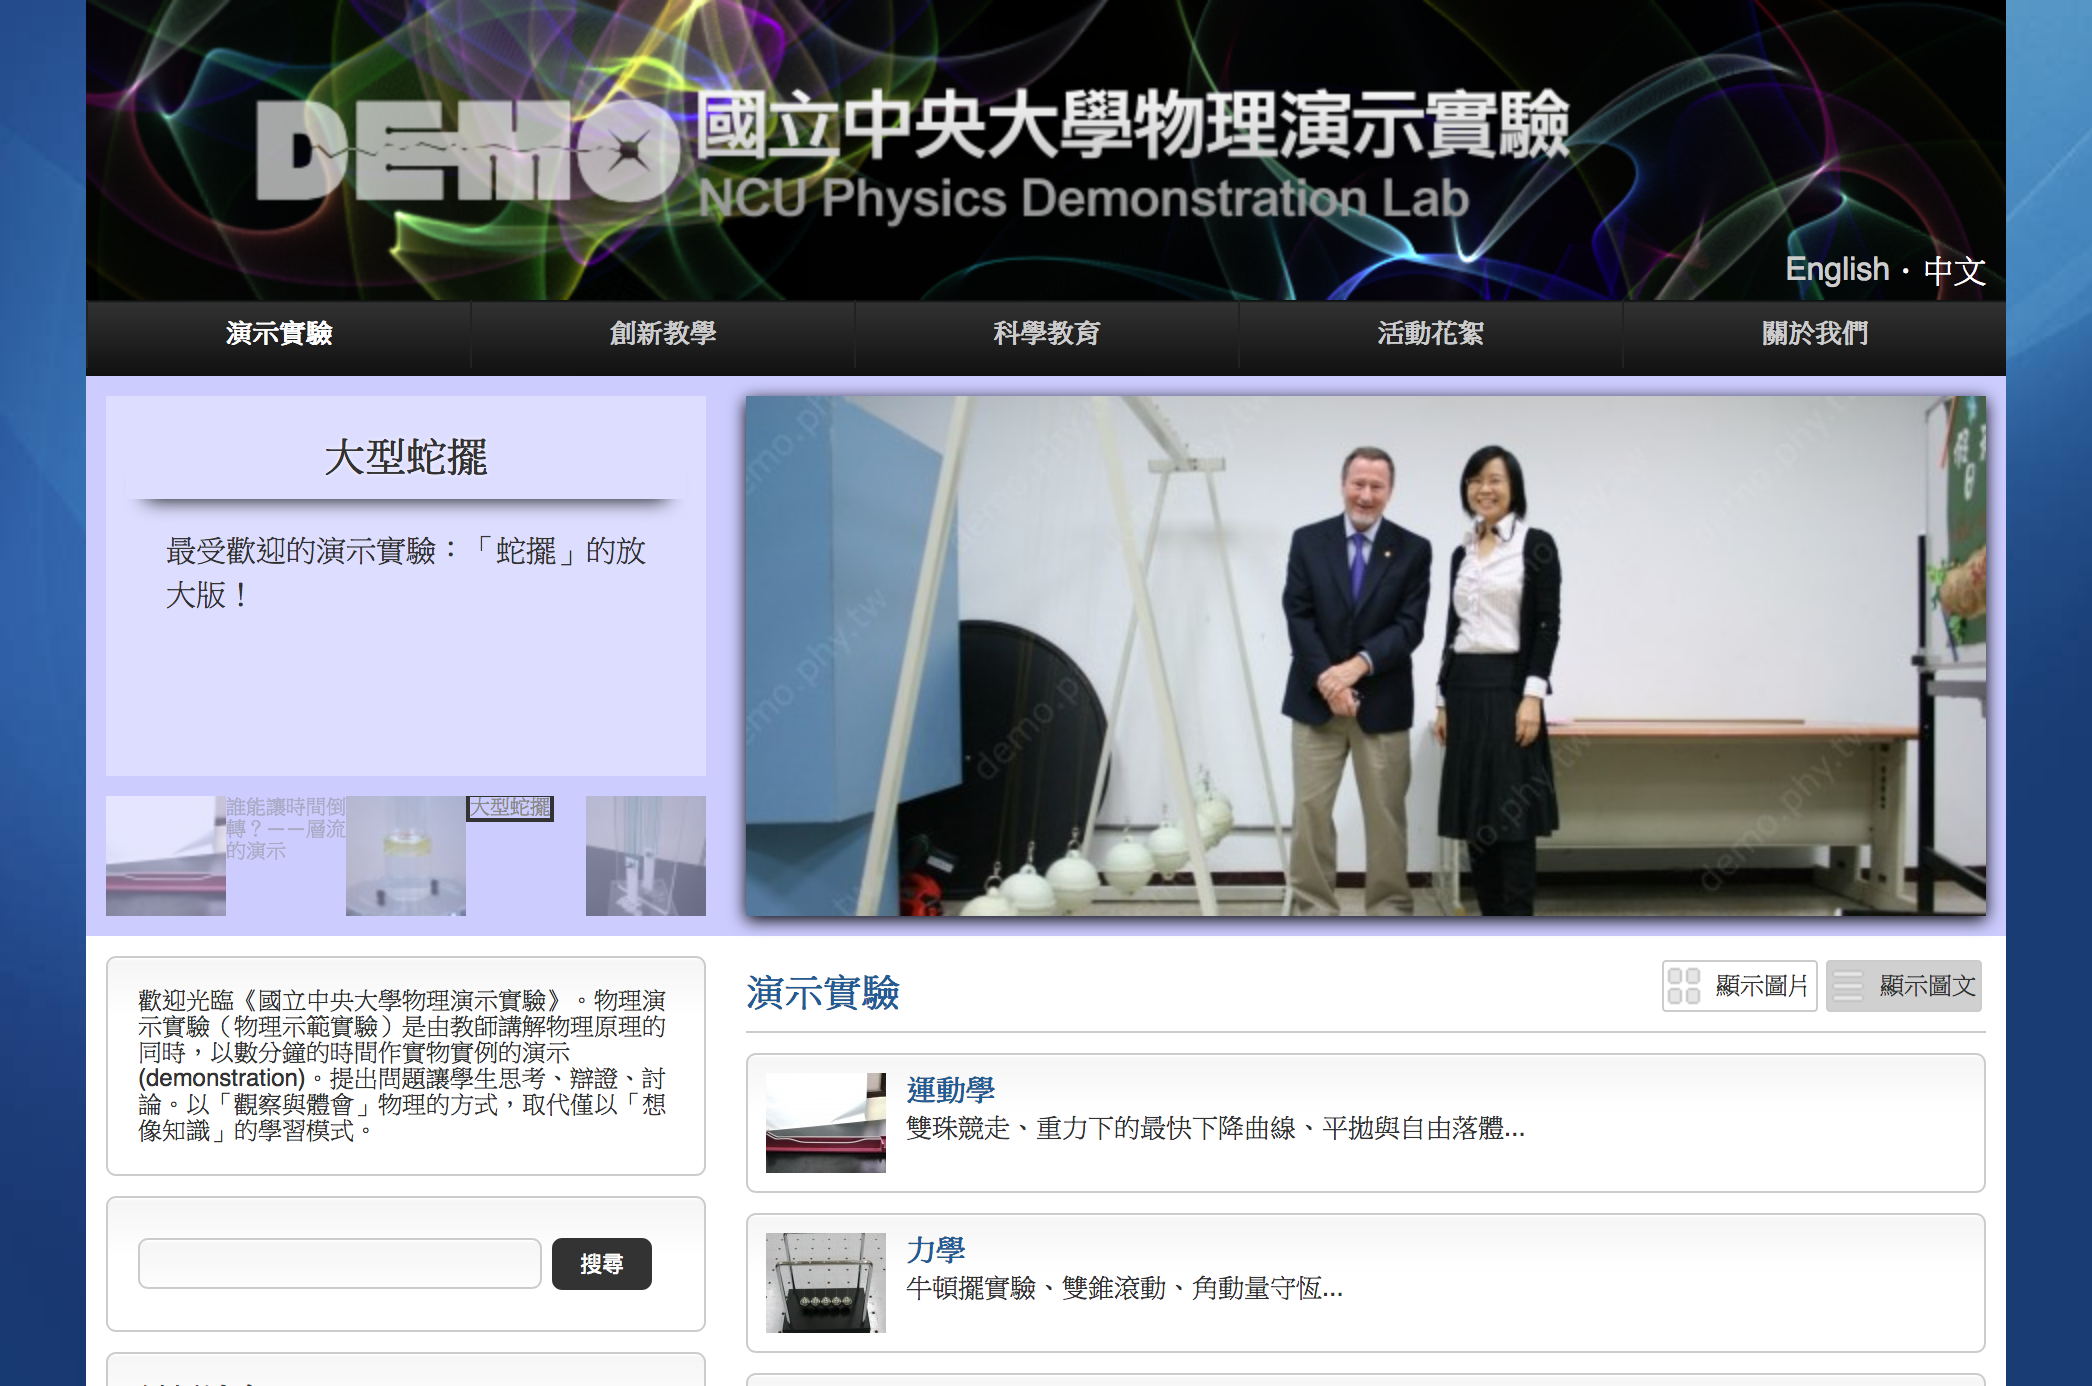 DEMO
國立中央大學物理演示實驗
NCU Physics Demonstration Lab
English · 中文
演示實驗
創新教學
科學教育
活動花絮
關於我們
大型蛇擺
最受歡迎的演示實驗：「蛇擺」的放
大版！
誰能讓時間倒
轉？——層流
的演示
大型蛇擺
demo.phy.tw
demo.phy.tw
demo.phy.tw
歡迎光臨《國立中央大學物理演示實驗》。物理演
示實驗（物理示範實驗）是由教師講解物理原理的
同時，以數分鐘的時間作實物實例的演示
(demonstration)。提出問題讓學生思考、辯證、討
論。以「觀察與體會」物理的方式，取代僅以「想
像知識」的學習模式。
搜尋
演示實驗
顯示圖片
顯示圖文
運動學
雙珠競走、重力下的最快下降曲線、平拋與自由落體...
力學
牛頓擺實驗、雙錐滾動、角動量守恆...